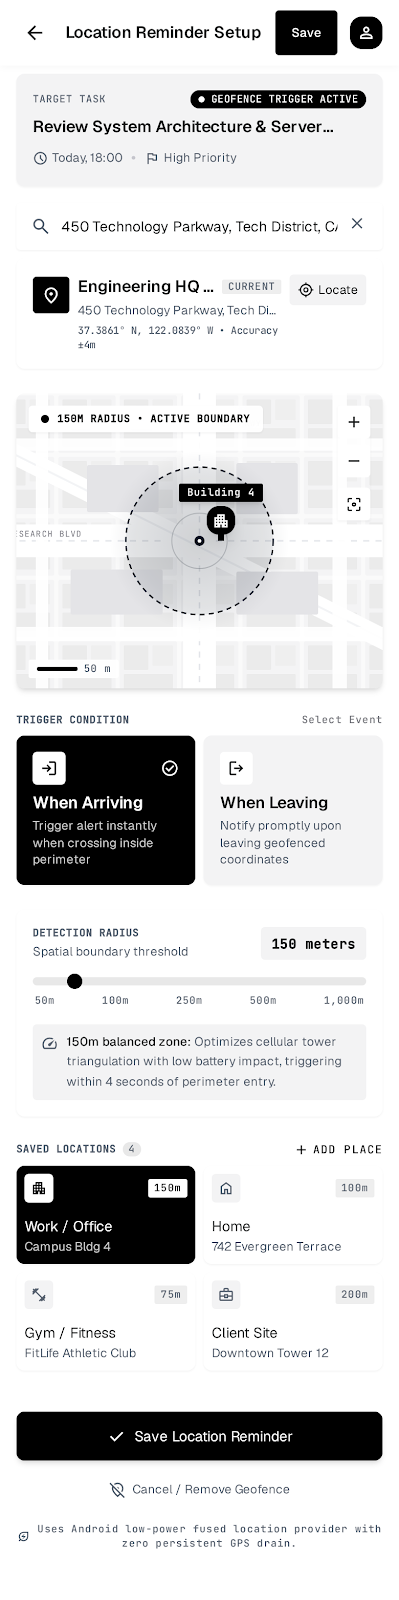 Location Reminder Setup
Save
TARGET TASK
GEOFENCE TRIGGER ACTIVE
Review System Architecture & Server...
Today, 18:00 • High Priority
450 Technology Parkway, Tech District, CA
Engineering HQ ...
CURRENT
Locate
450 Technology Parkway, Tech Di...
37.3861° N, 122.0839° W • Accuracy
±4m
150M RADIUS • ACTIVE BOUNDARY
Building 4
SEARCH BLVD
50 m
TRIGGER CONDITION
Select Event
When Arriving
Trigger alert instantly
when crossing inside
perimeter
When Leaving
Notify promptly upon
leaving geofenced
coordinates
DETECTION RADIUS
Spatial boundary threshold
150 meters
50m 100m 250m 500m 1,000m
150m balanced zone: Optimizes cellular tower
triangulation with low battery impact, triggering
within 4 seconds of perimeter entry.
SAVED LOCATIONS 4
ADD PLACE
150m
Work / Office
Campus Bldg 4
100m
Home
742 Evergreen Terrace
75m
Gym / Fitness
FitLife Athletic Club
200m
Client Site
Downtown Tower 12
Save Location Reminder
Cancel / Remove Geofence
Uses Android low-power fused location provider with
zero persistent GPS drain.